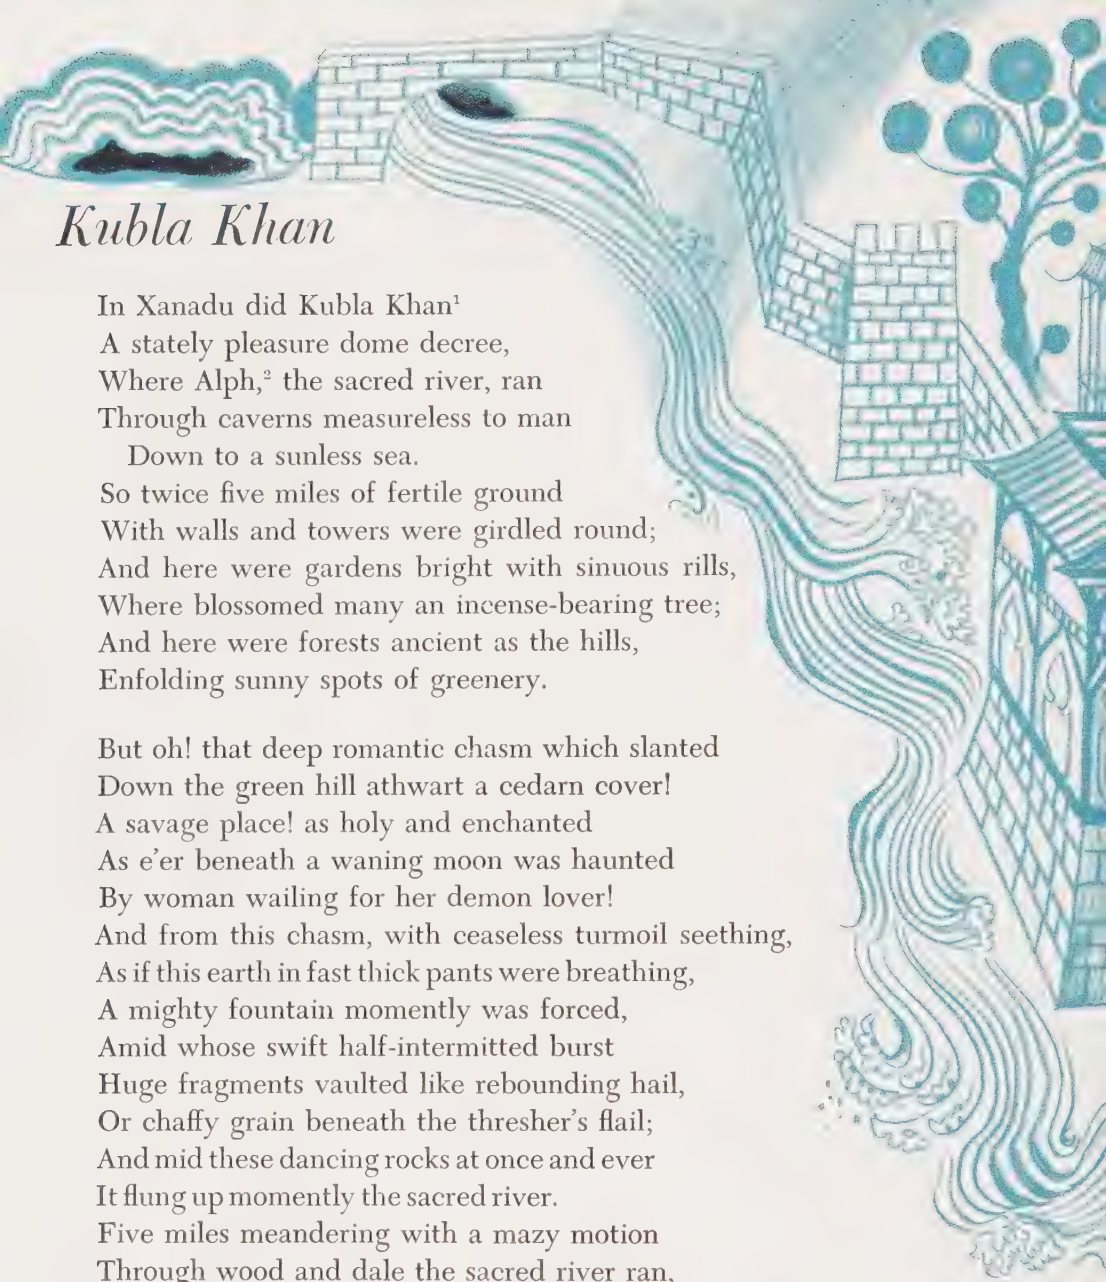 Kubla Khan
In Xanadu did Kubla Khan¹
A stately pleasure dome decree,
Where Alph,² the sacred river, ran
Through caverns measureless to man
Down to a sunless sea.
So twice five miles of fertile ground
With walls and towers were girdled round;
And here were gardens bright with sinuous rills,
Where blossomed many an incense-bearing tree;
And here were forests ancient as the hills,
Enfolding sunny spots of greenery.
But oh! that deep romantic chasm which slanted
Down the green hill athwart a cedarn cover!
A savage place! as holy and enchanted
As e'er beneath a waning moon was haunted
By woman wailing for her demon lover!
And from this chasm, with ceaseless turmoil seething,
As if this earth in fast thick pants were breathing,
A mighty fountain momently was forced,
Amid whose swift half-intermitted burst
Huge fragments vaulted like rebounding hail,
Or chaffy grain beneath the thresher's flail;
And mid these dancing rocks at once and ever
It flung up momently the sacred river.
Five miles meandering with a mazy motion
Through wood and dale the sacred river ran,